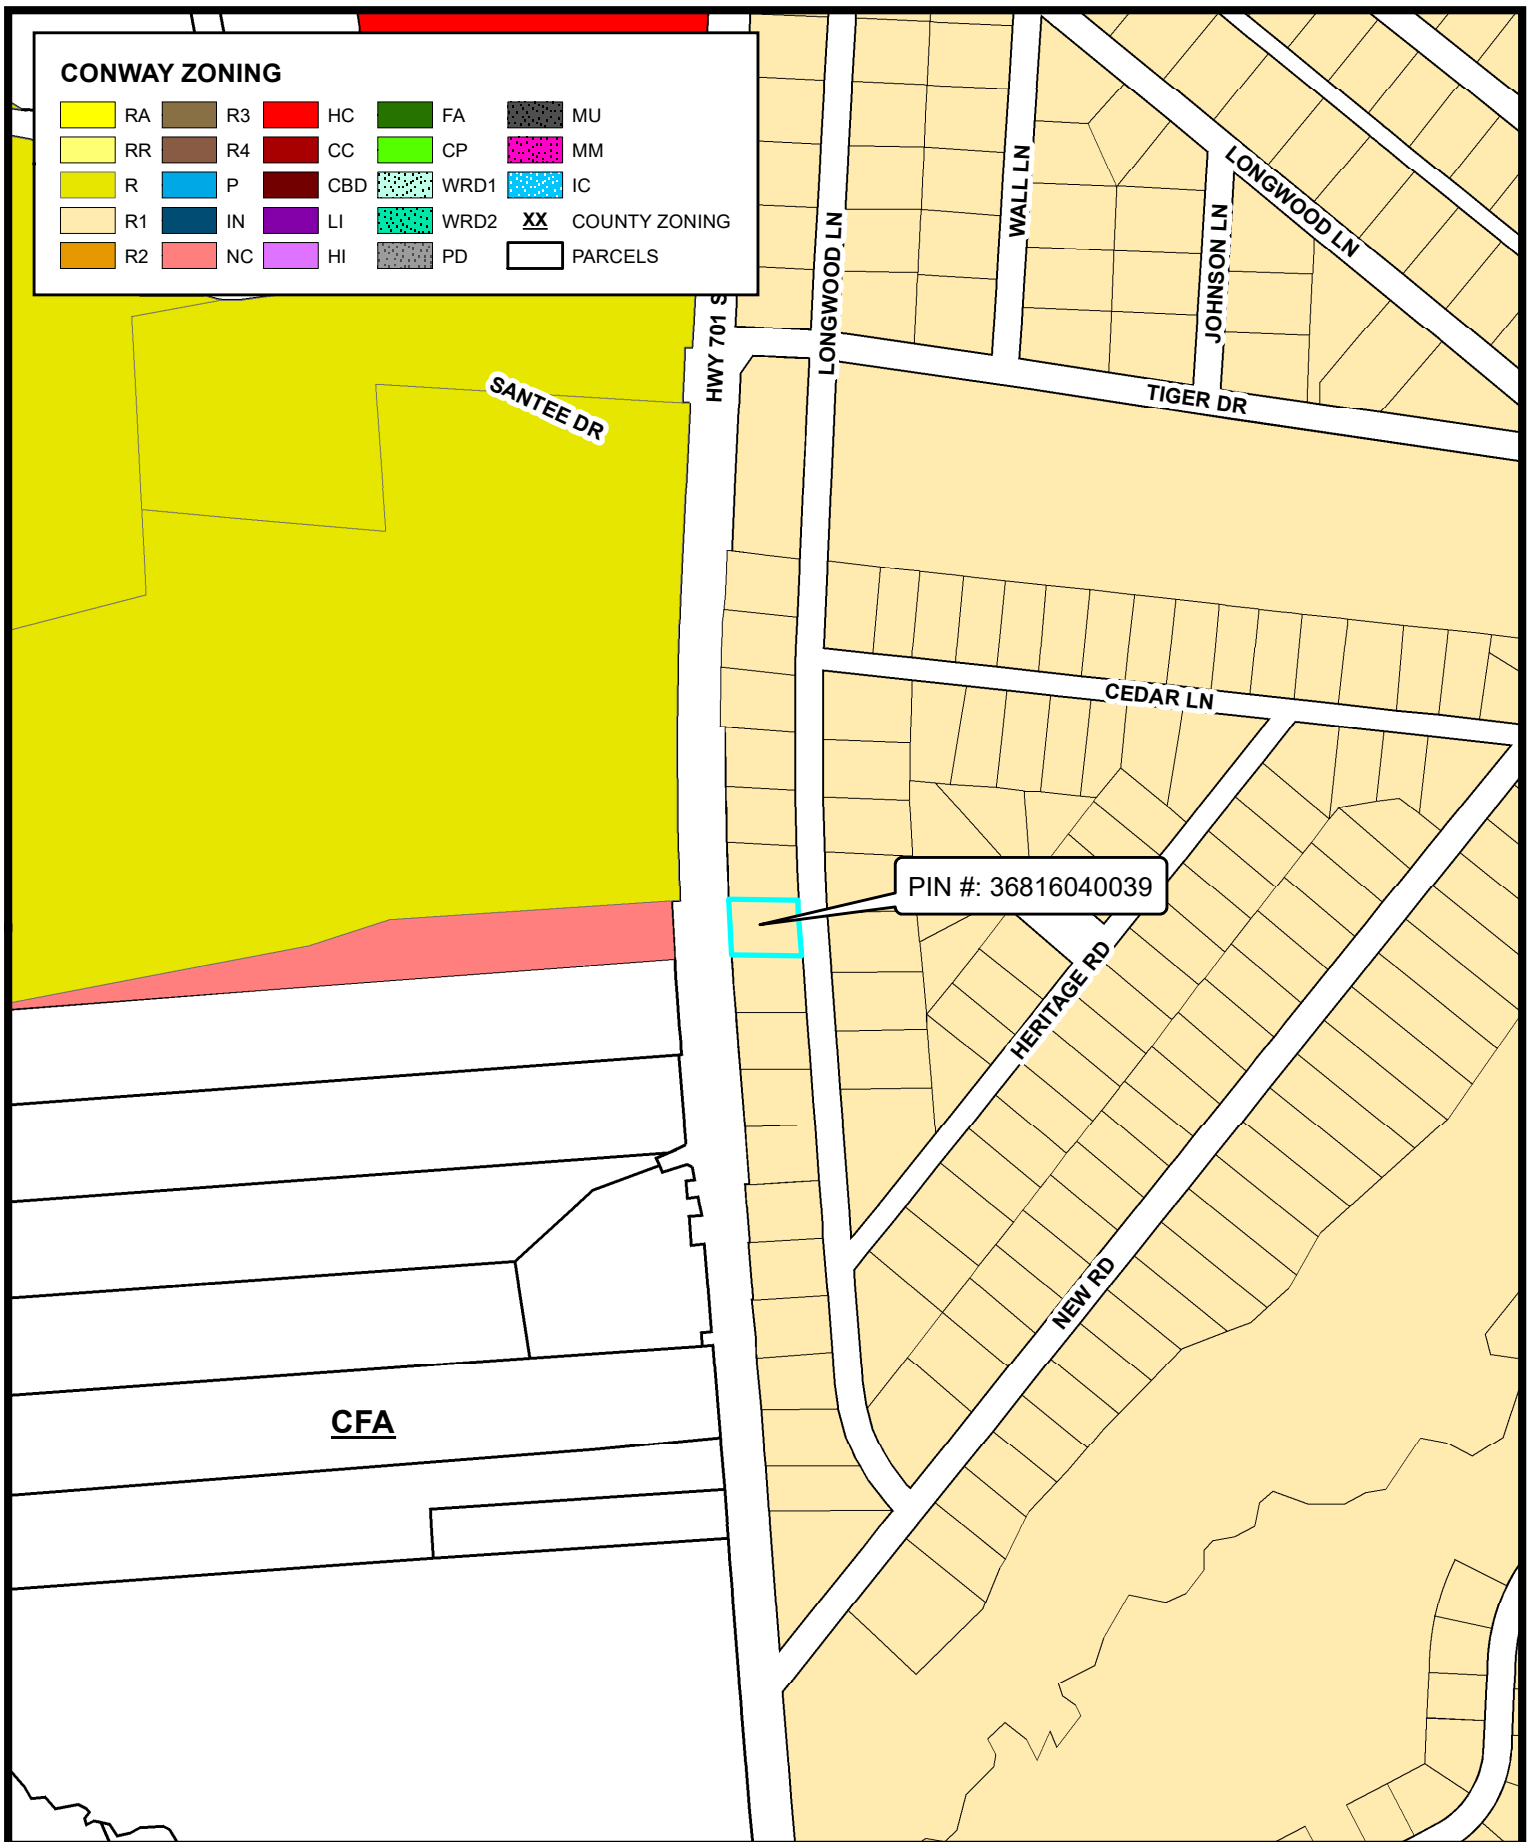 CONWAY ZONING
RA R3 HC FA MU
RR R4 CC CP MM
R P CBD WRD1 IC
R1 IN LI WRD2 XX COUNTY ZONING
R2 NC HI PD PARCELS
HWY 701 S
LONGWOOD LN
WALL LN
JOHNSON LN
LONGWOOD LN
TIGER DR
SANTEE DR
CEDAR LN
PIN #: 36816040039
HERITAGE RD
NEW RD
CFA